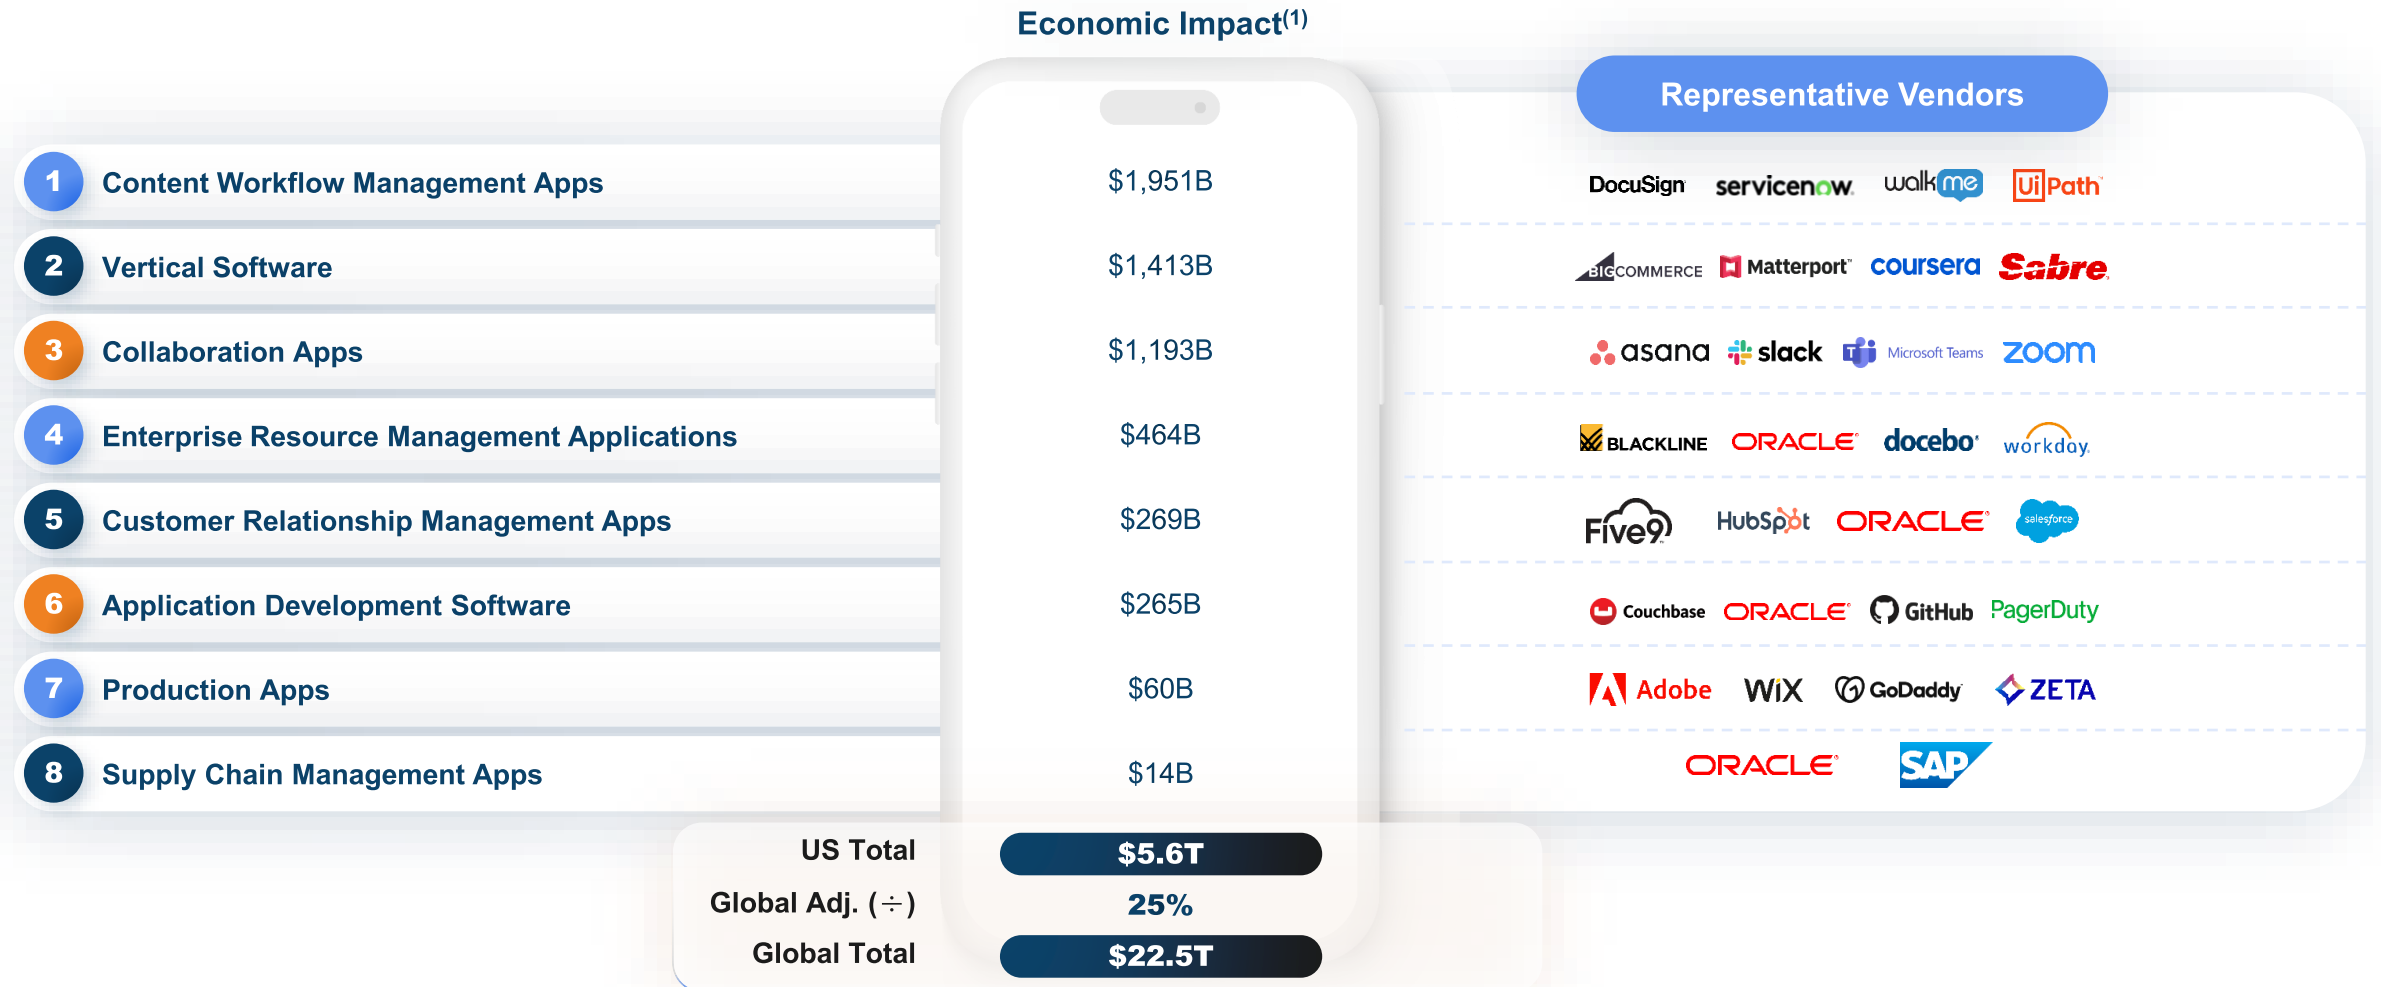 Economic Impact(1)
Representative Vendors
1 Content Workflow Management Apps $1,951B DocuSign servicenow walkme UiPath
2 Vertical Software $1,413B BIGCOMMERCE Matterport coursera Sabre
3 Collaboration Apps $1,193B asana slack Microsoft Teams zoom
4 Enterprise Resource Management Applications $464B BLACKLINE ORACLE docebo workday
5 Customer Relationship Management Apps $269B Five9 HubSpot ORACLE salesforce
6 Application Development Software $265B Couchbase ORACLE GitHub PagerDuty
7 Production Apps $60B Adobe WiX GoDaddy ZETA
8 Supply Chain Management Apps $14B ORACLE SAP
US Total $5.6T
Global Adj. (÷) 25%
Global Total $22.5T